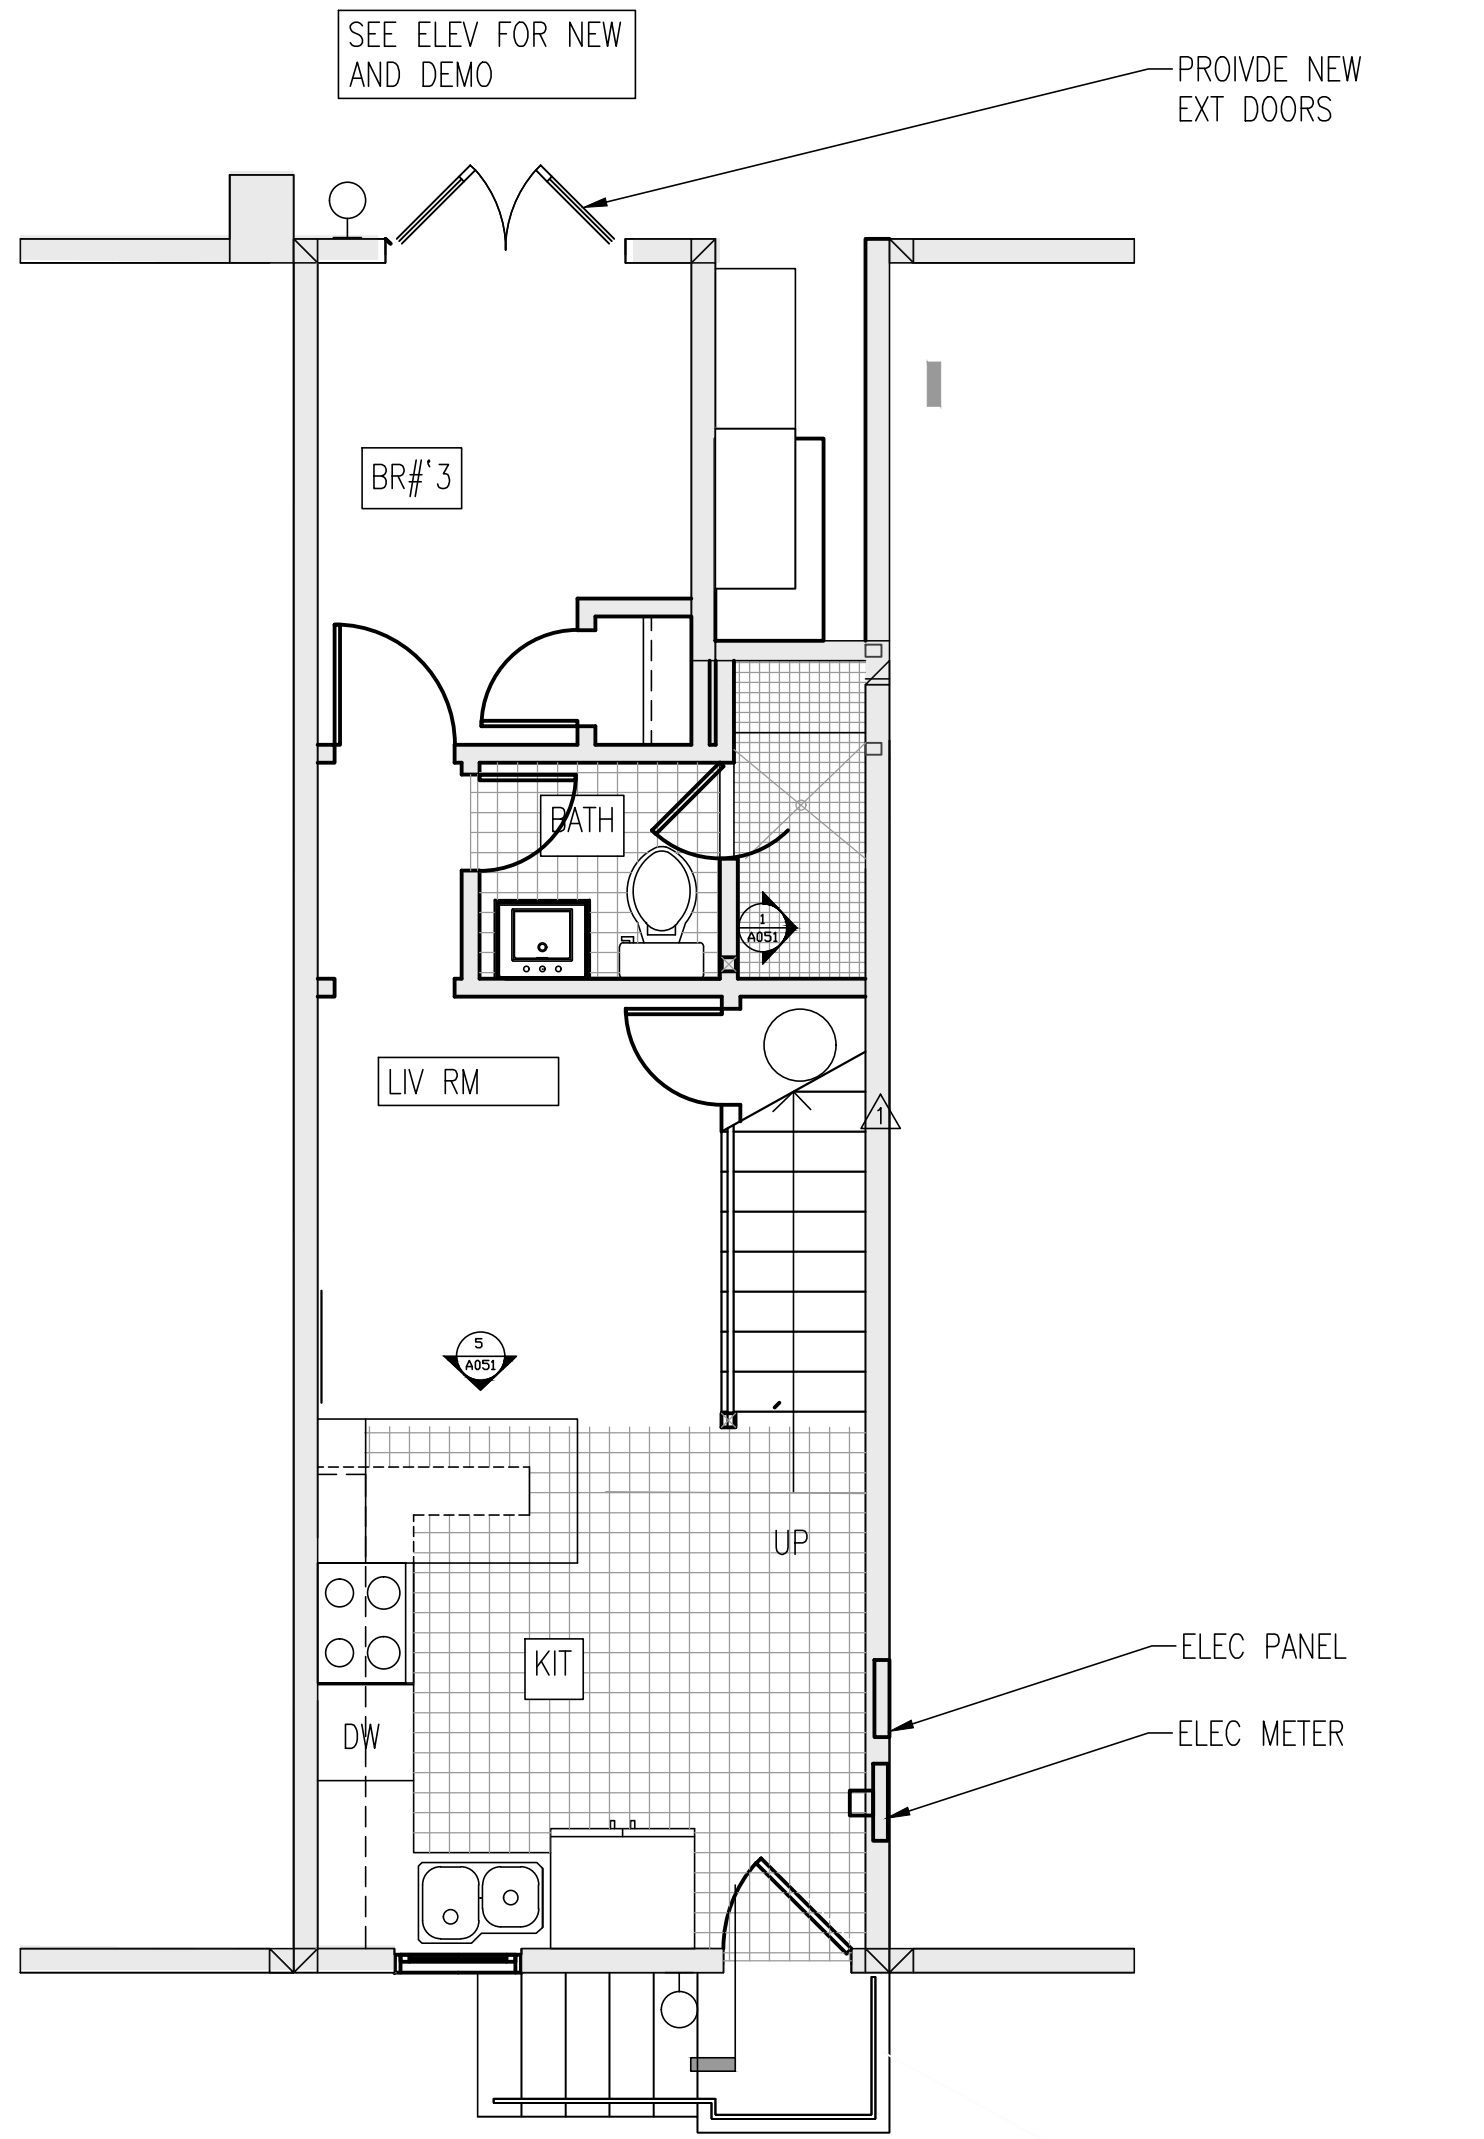 SEE ELEV FOR NEW
AND DEMO
PROIVDE NEW
EXT DOORS
BR#'3
BATH
1
A051
LIV RM
1
5
A051
UP
KIT
ELEC PANEL
DW
ELEC METER